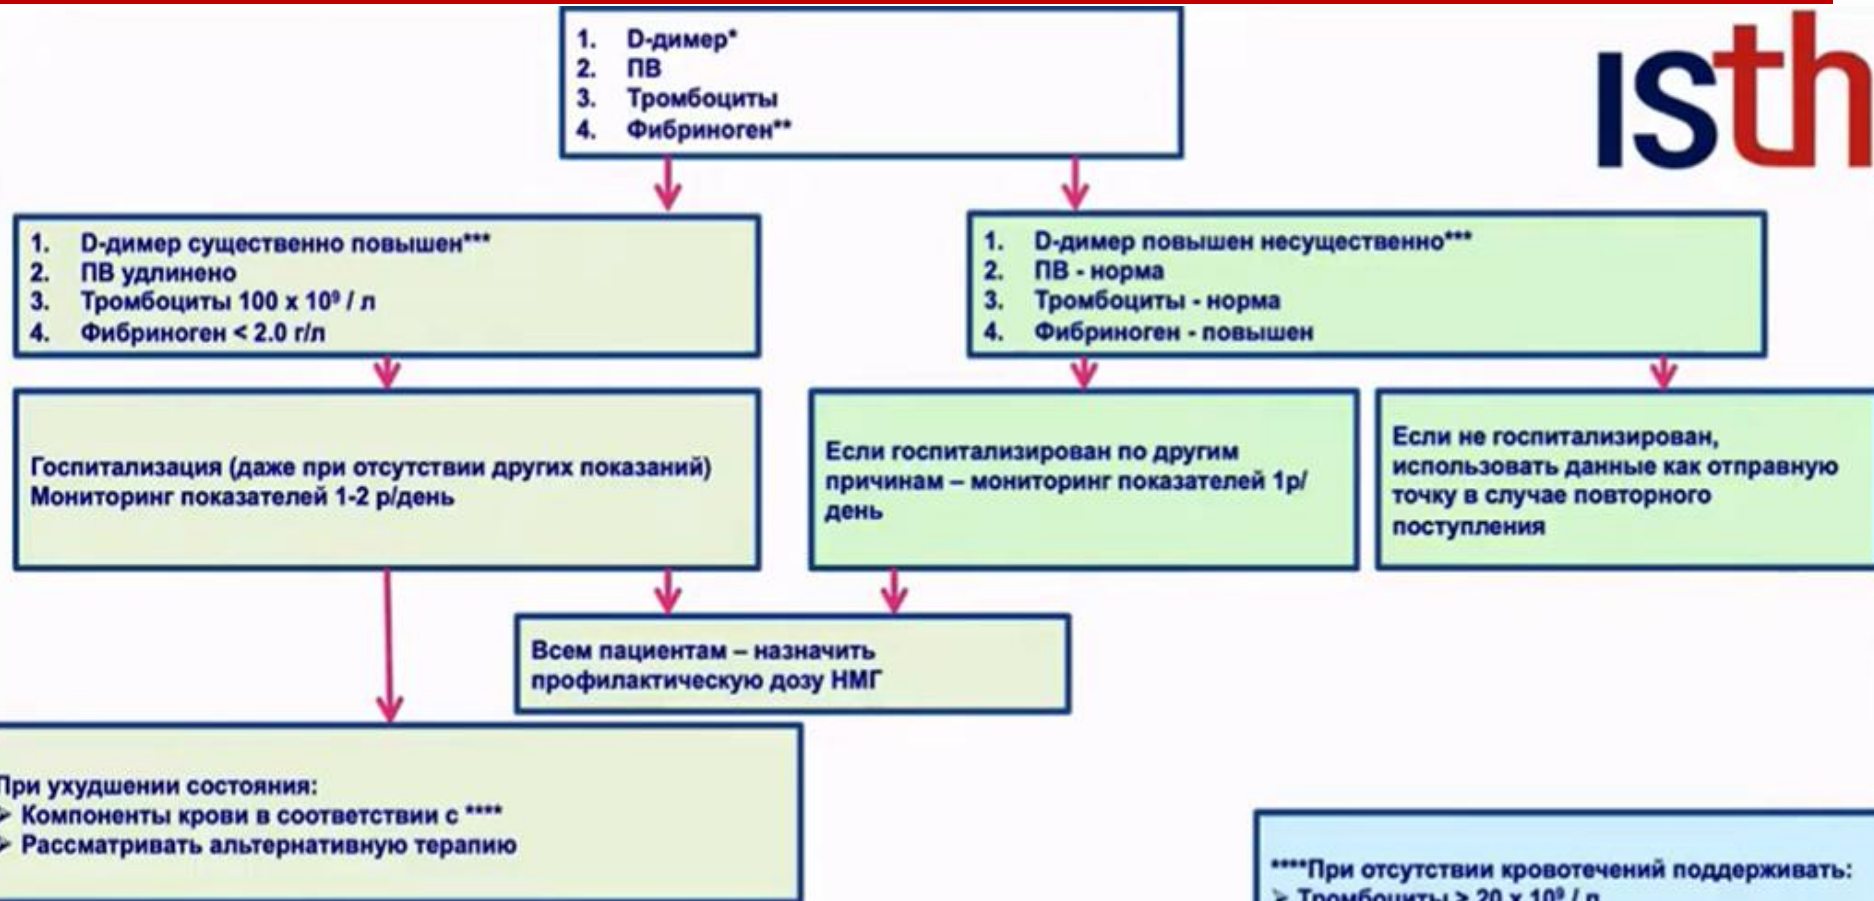 1. D-димер*
2. ПВ
3. Тромбоциты
4. Фибриноген**
isth
1. D-димер существенно повышен***
2. ПВ удлинено
3. Тромбоциты 100 x 10⁹ / л
4. Фибриноген < 2.0 г/л
1. D-димер повышен несущественно***
2. ПВ - норма
3. Тромбоциты - норма
4. Фибриноген - повышен
Госпитализация (даже при отсутствии других показаний)
Мониторинг показателей 1-2 р/день
Если госпитализирован по другим
причинам – мониторинг показателей 1р/
день
Если не госпитализирован,
использовать данные как отправную
точку в случае повторного
поступления
Всем пациентам – назначить
профилактическую дозу НМГ
При ухудшении состояния:
➢ Компоненты крови в соответствии с ****
➢ Рассматривать альтернативную терапию
****При отсутствии кровотечений поддерживать:
➢ Тромбоциты > 20 x 10⁹ / л